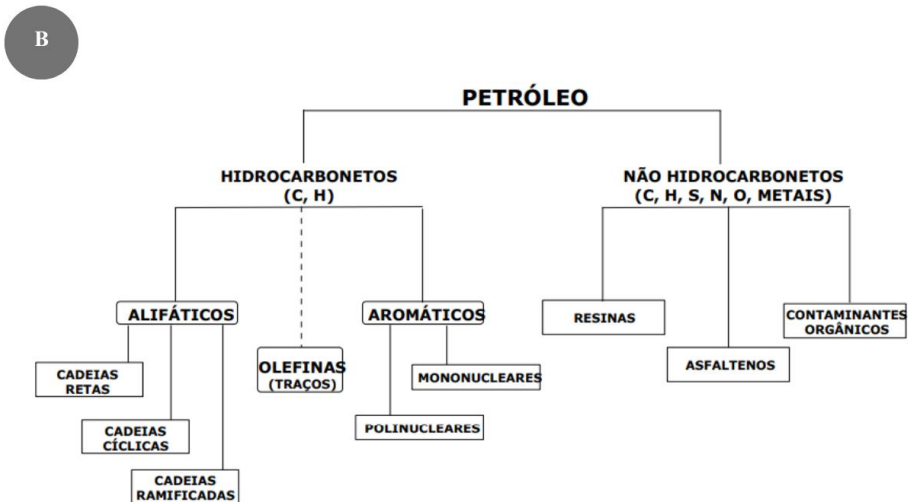 B
PETRÓLEO
HIDROCARBONETOS
(C, H)
NÃO HIDROCARBONETOS
(C, H, S, N, O, METAIS)
ALIFÁTICOS
AROMÁTICOS
RESINAS
CONTAMINANTES
ORGÂNICOS
OLEFINAS
(TRAÇOS)
ASFALTENOS
CADEIAS
RETAS
MONONUCLEARES
CADEIAS
CÍCLICAS
POLINUCLEARES
CADEIAS
RAMIFICADAS